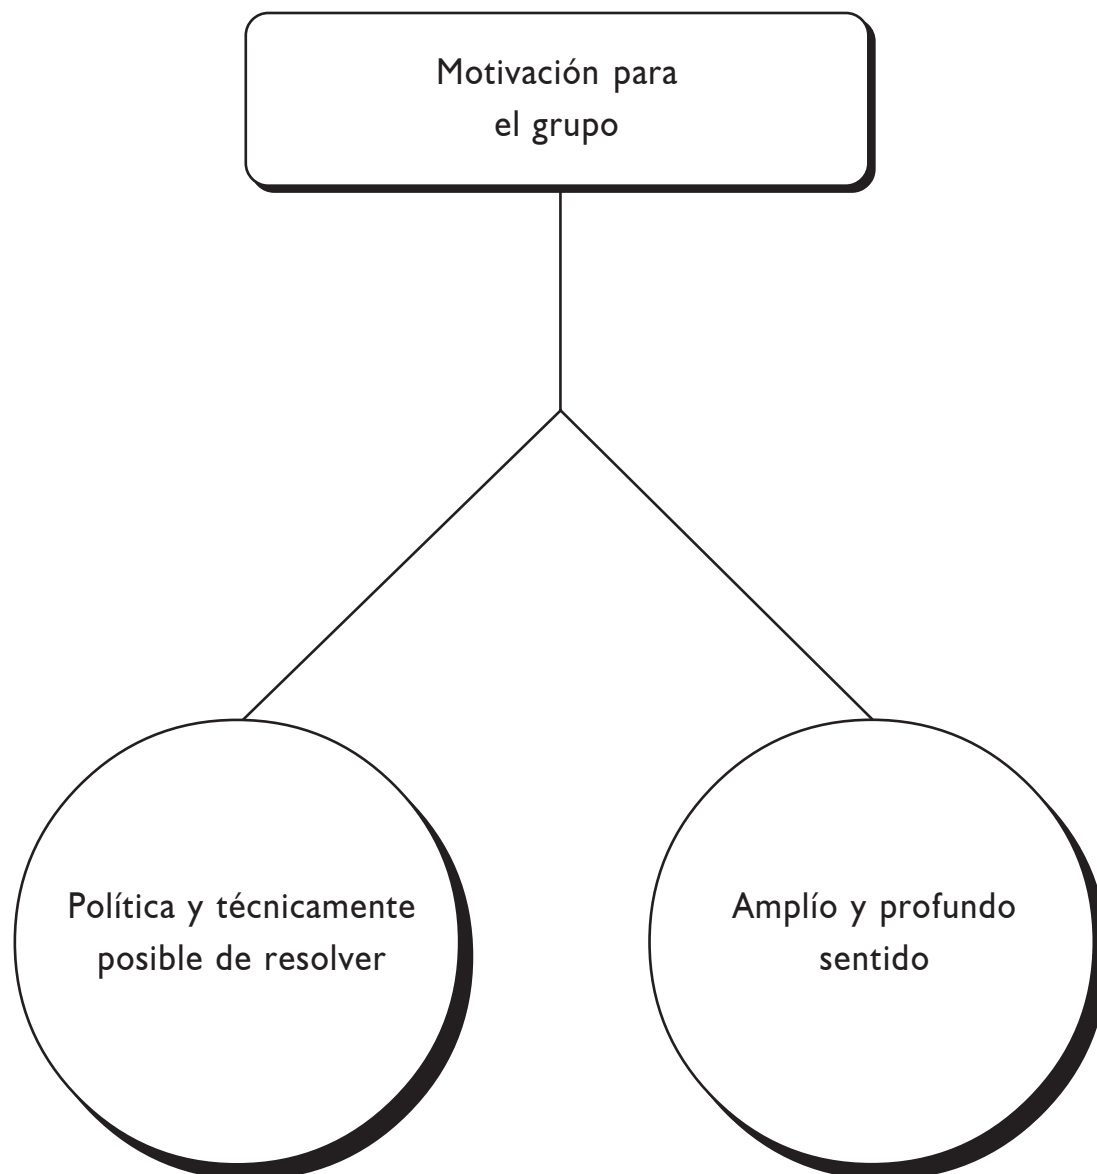 Motivación para
el grupo
Política y técnicamente
posible de resolver
Amplío y profundo
sentido